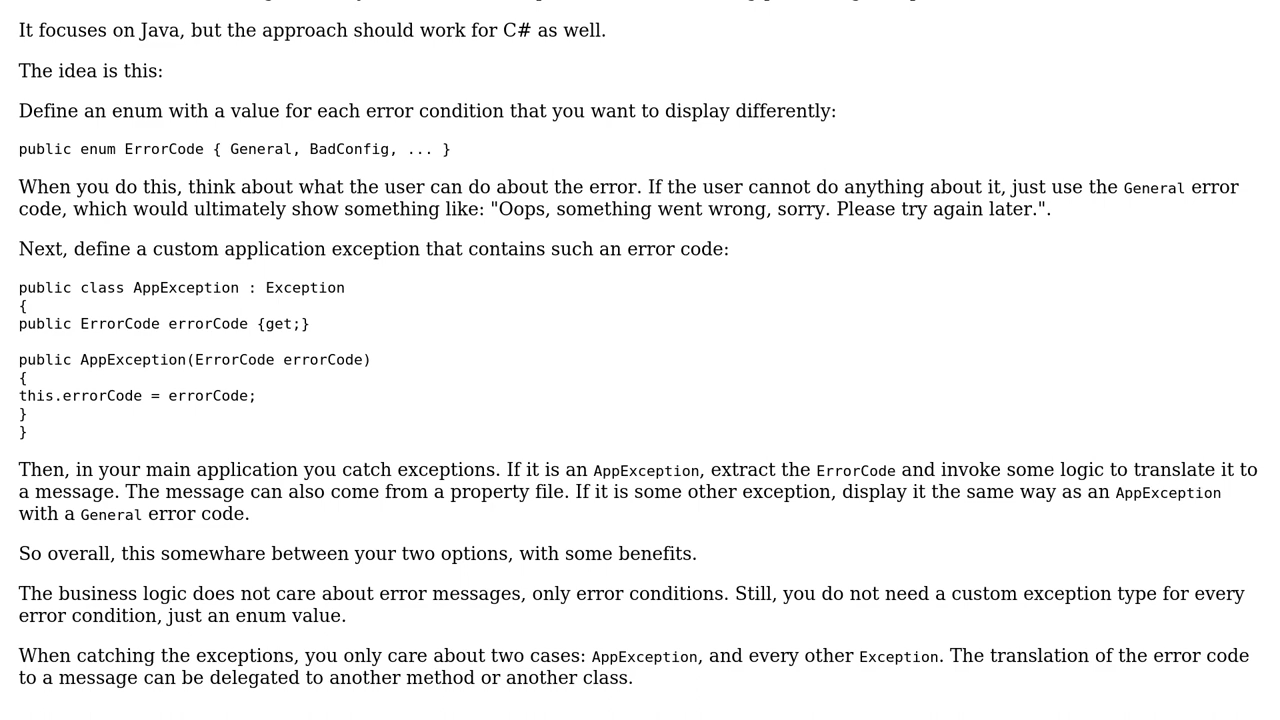 It focuses on Java, but the approach should work for C# as well.
The idea is this:
Define an enum with a value for each error condition that you want to display differently:
public enum ErrorCode { General, BadConfig, ... }
When you do this, think about what the user can do about the error. If the user cannot do anything about it, just use the General error
code, which would ultimately show something like: "Oops, something went wrong, sorry. Please try again later.".
Next, define a custom application exception that contains such an error code:
public class AppException : Exception
{
public ErrorCode errorCode {get;}
public AppException(ErrorCode errorCode)
{
this.errorCode = errorCode;
}
}
Then, in your main application you catch exceptions. If it is an AppException, extract the ErrorCode and invoke some logic to translate it to
a message. The message can also come from a property file. If it is some other exception, display it the same way as an AppException
with a General error code.
So overall, this somewhare between your two options, with some benefits.
The business logic does not care about error messages, only error conditions. Still, you do not need a custom exception type for every
error condition, just an enum value.
When catching the exceptions, you only care about two cases: AppException, and every other Exception. The translation of the error code
to a message can be delegated to another method or another class.